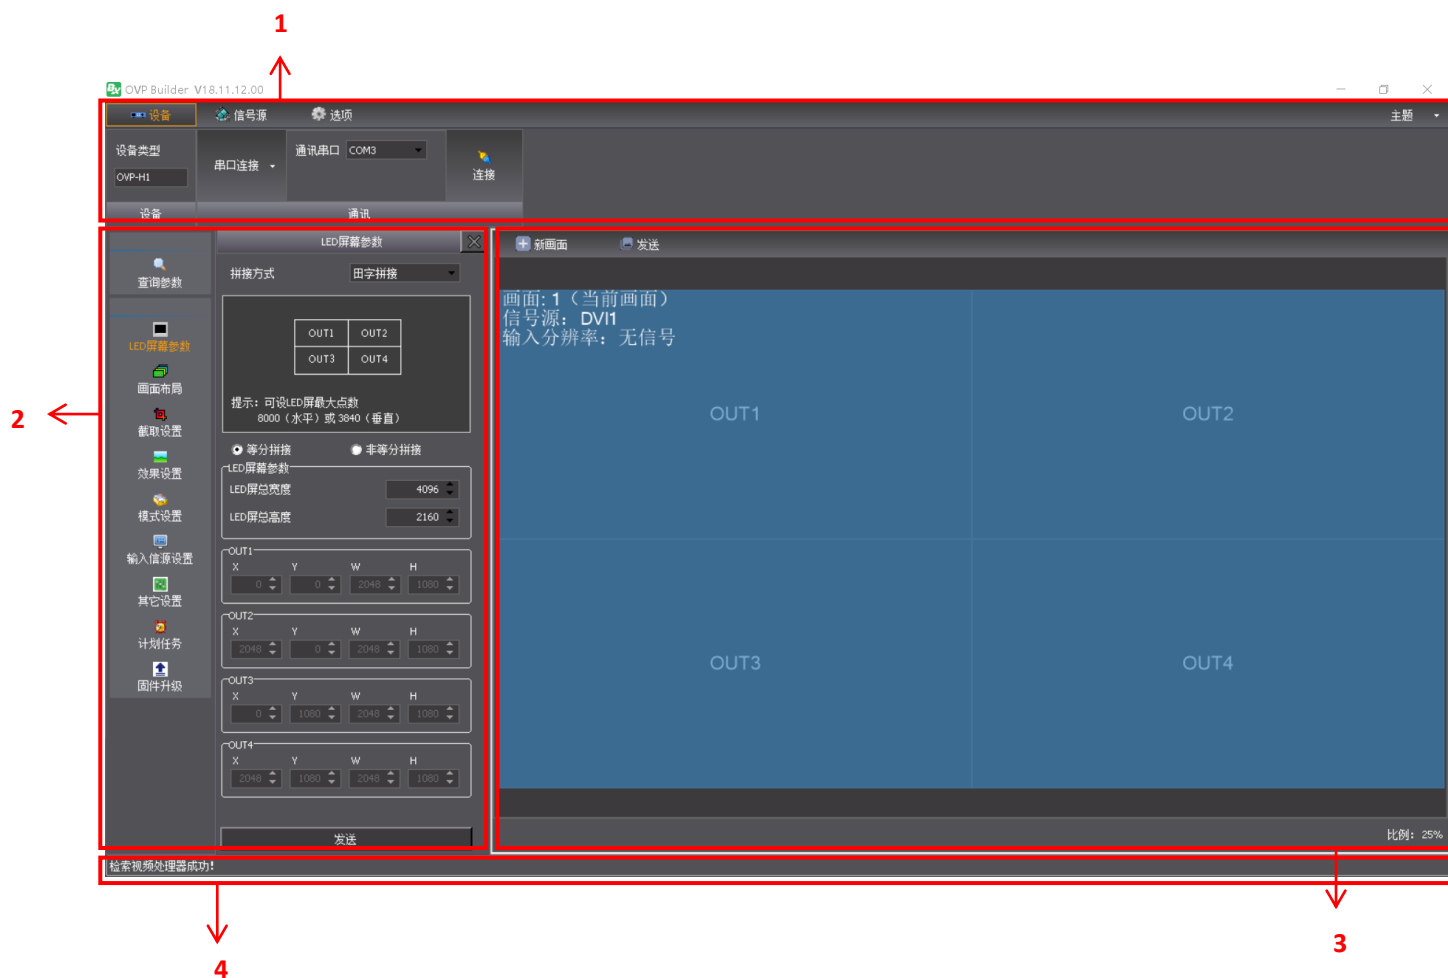 1
OVP Builder V18.11.12.00
设备 信号源 选项 主题
设备类型 串口连接 通讯串口 COM3 连接
OVP-H1
设备 通讯
LED屏幕参数
新画面 发送
查询参数
LED屏幕参数
画面布局
截取设置
效果设置
模式设置
输入信源设置
其它设置
计划任务
固件升级
拼接方式 田字拼接
OUT1 OUT2
OUT3 OUT4
提示：可设LED屏最大点数
8000（水平）或3840（垂直）
等分拼接 非等分拼接
LED屏幕参数
LED屏总宽度 4096
LED屏总高度 2160
OUT1
X Y W H
0 0 2048 1080
OUT2
X Y W H
2048 0 2048 1080
OUT3
X Y W H
0 1080 2048 1080
OUT4
X Y W H
2048 1080 2048 1080
发送
画面: 1（当前画面）
信号源：DVI1
输入分辨率：无信号
OUT1 OUT2
OUT3 OUT4
比例：25%
检索视频处理器成功!
2
3
4